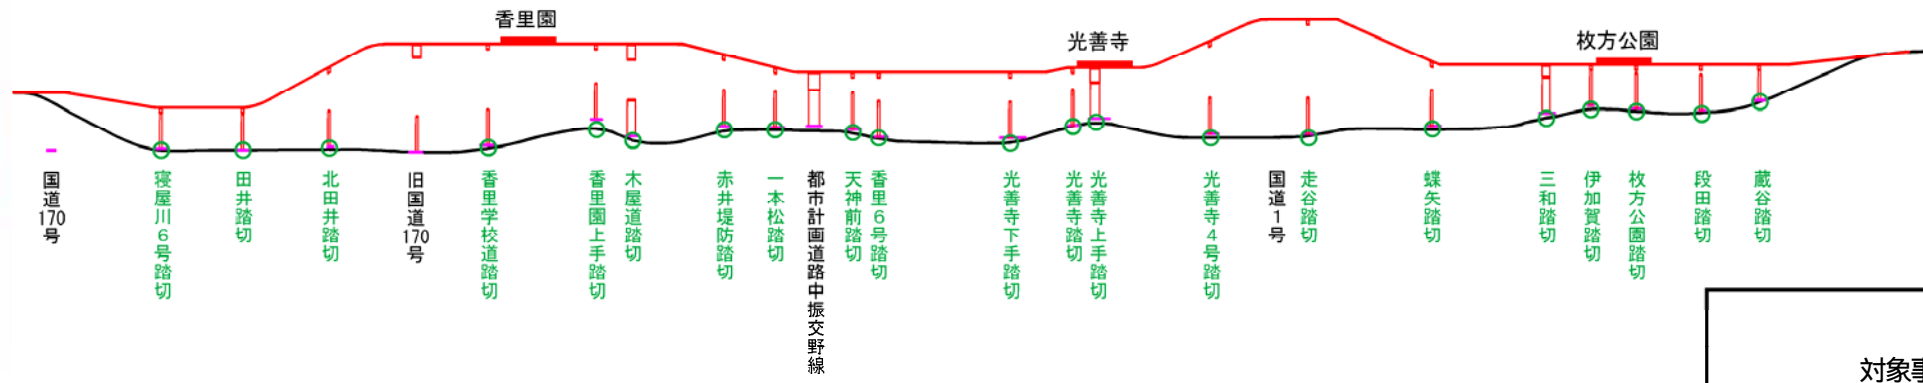 香里園
光善寺
枚方公園
国道170号
寝屋川6号踏切
田井踏切
北田井踏切
旧国道170号
香里学校道踏切
香里園上手踏切
木屋道踏切
赤井堤防踏切
一本松踏切
都市計画道路中振交野線
天神前踏切
香里6号踏切
光善寺下手踏切
光善寺踏切
光善寺上手踏切
光善寺4号踏切
国道1号
走谷踏切
蝶矢踏切
三和踏切
伊加賀踏切
枚方公園踏切
段田踏切
蔵谷踏切
対象事